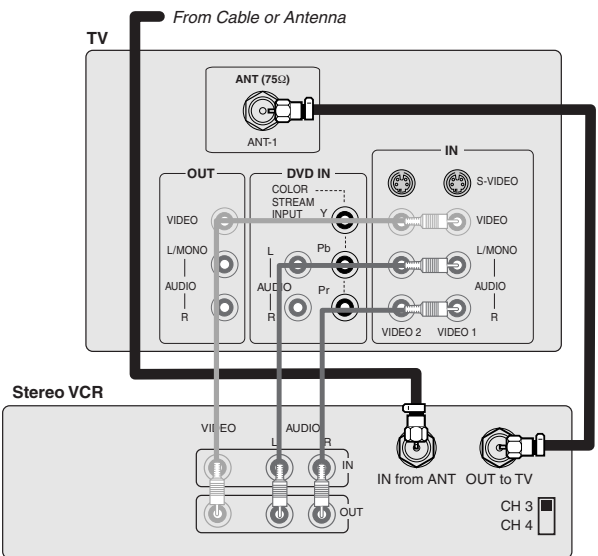 From Cable or Antenna
TV
ANT (75Ω)
ANT-1
OUT
DVD IN
IN
COLOR
STREAM
INPUT
S-VIDEO
VIDEO
Y
VIDEO
L/MONO
L
Pb
L/MONO
AUDIO
AUDIO
AUDIO
R
R
Pr
R
VIDEO 2
VIDEO 1
Stereo VCR
VIDEO
AUDIO
L
R
IN
IN from ANT
OUT to TV
OUT
CH 3
CH 4